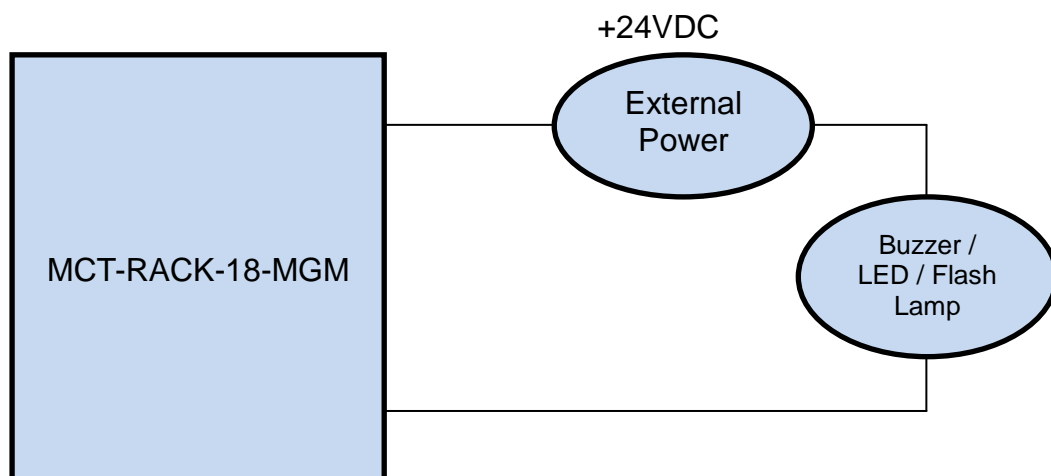 +24VDC
External
Power
MCT-RACK-18-MGM
Buzzer /
LED / Flash
Lamp